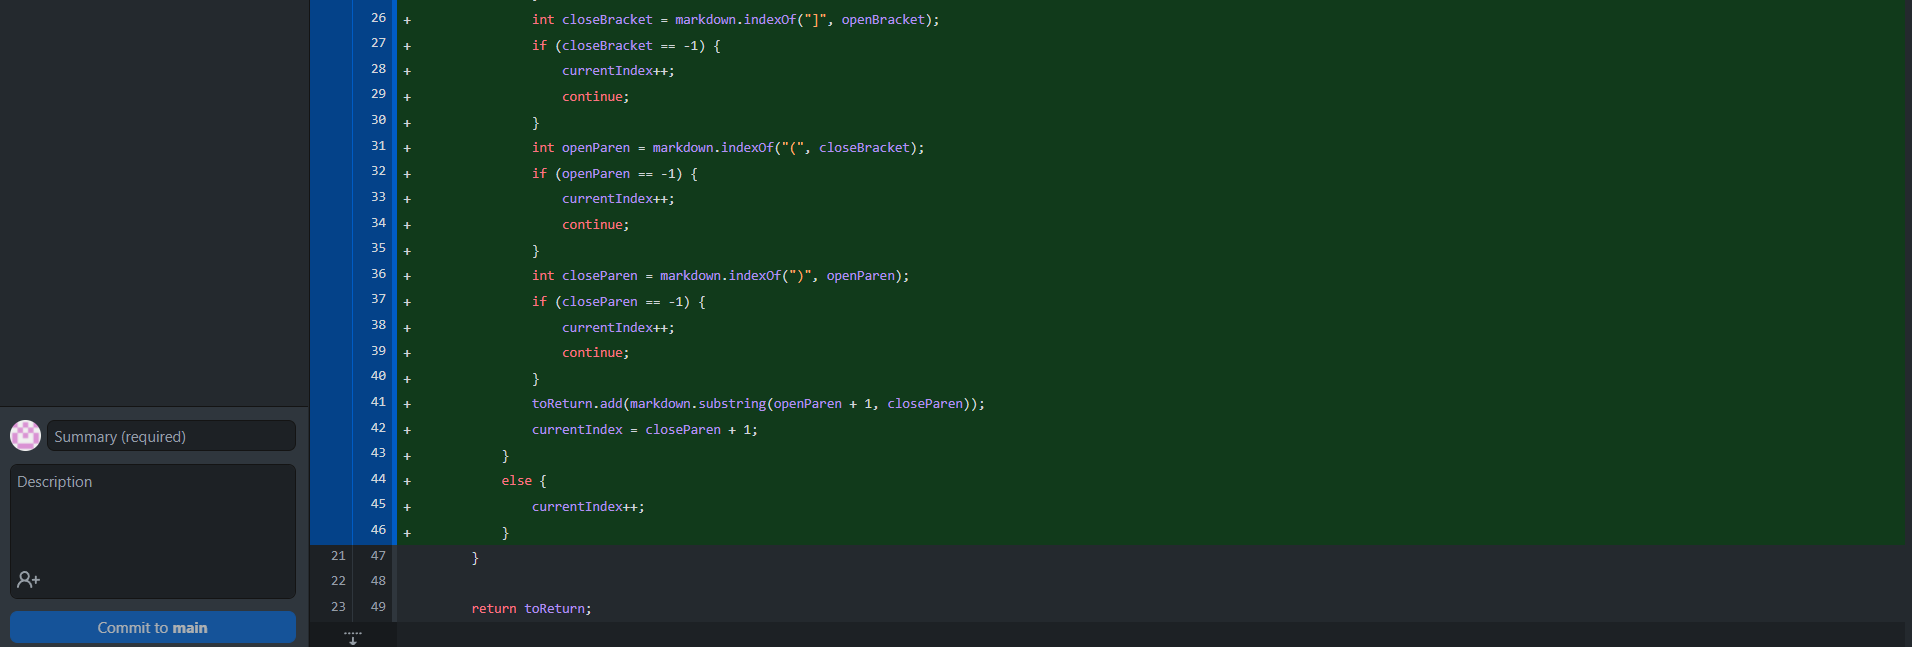 26 + int closeBracket = markdown.indexOf("]", openBracket);
27 + if (closeBracket == -1) {
28 + currentIndex++;
29 + continue;
30 + }
31 + int openParen = markdown.indexOf("(", closeBracket);
32 + if (openParen == -1) {
33 + currentIndex++;
34 + continue;
35 + }
36 + int closeParen = markdown.indexOf(")", openParen);
37 + if (closeParen == -1) {
38 + currentIndex++;
39 + continue;
40 + }
41 + toReturn.add(markdown.substring(openParen + 1, closeParen));
42 + currentIndex = closeParen + 1;
43 + }
44 + else {
45 + currentIndex++;
46 + }
21 47 }
22 48
23 49 return toReturn;
Summary (required)
Description
Commit to main